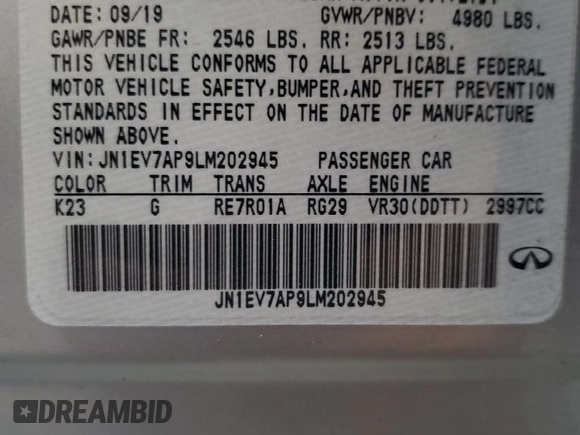 DATE: 09/19 GVWR/PNBV: 4980 LBS.
GAWR/PNBE FR: 2546 LBS. RR: 2513 LBS.
THIS VEHICLE CONFORMS TO ALL APPLICABLE FEDERAL
MOTOR VEHICLE SAFETY,BUMPER,AND THEFT PREVENTION
STANDARDS IN EFFECT ON THE DATE OF MANUFACTURE
SHOWN ABOVE.
VIN:JN1EV7AP9LM202945 PASSENGER CAR
COLOR TRIM TRANS AXLE ENGINE
K23 G RE7R01A RG29 VR30(DDTT) 2997CC
JN1EV7AP9LM202945
DREAMBID